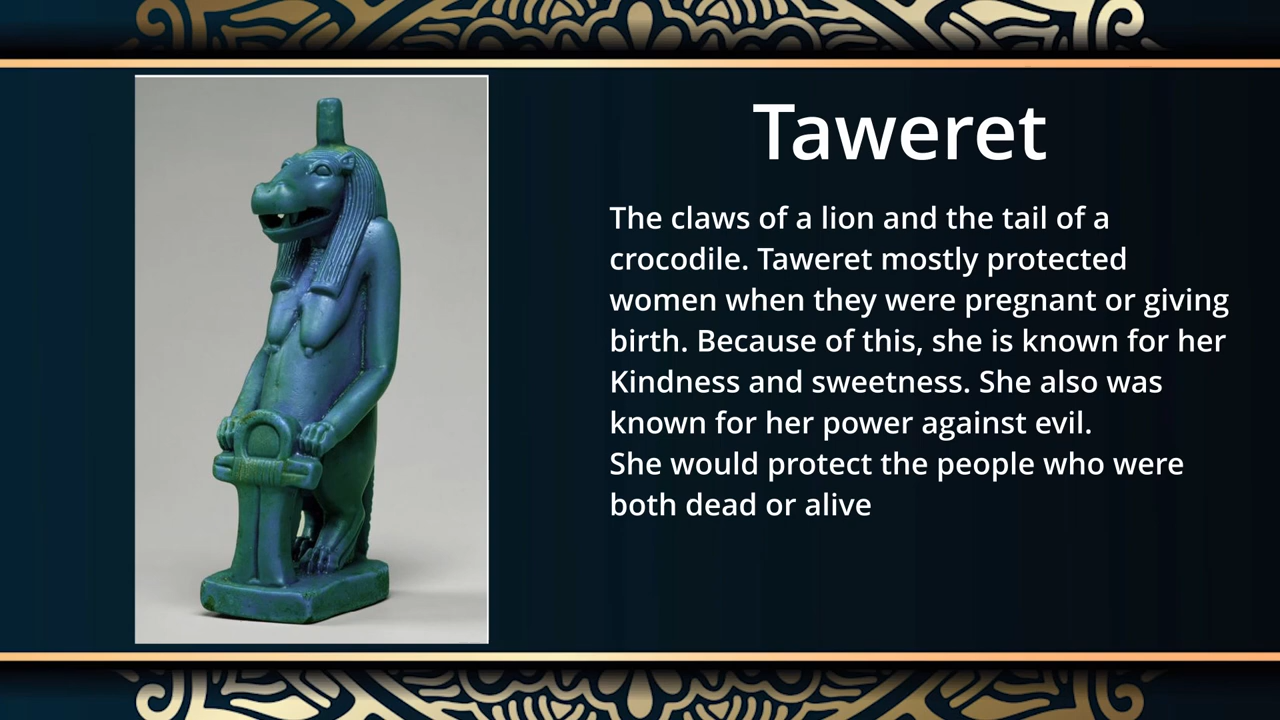 Taweret
The claws of a lion and the tail of a
crocodile. Taweret mostly protected
women when they were pregnant or giving
birth. Because of this, she is known for her
Kindness and sweetness. She also was
known for her power against evil.
She would protect the people who were
both dead or alive